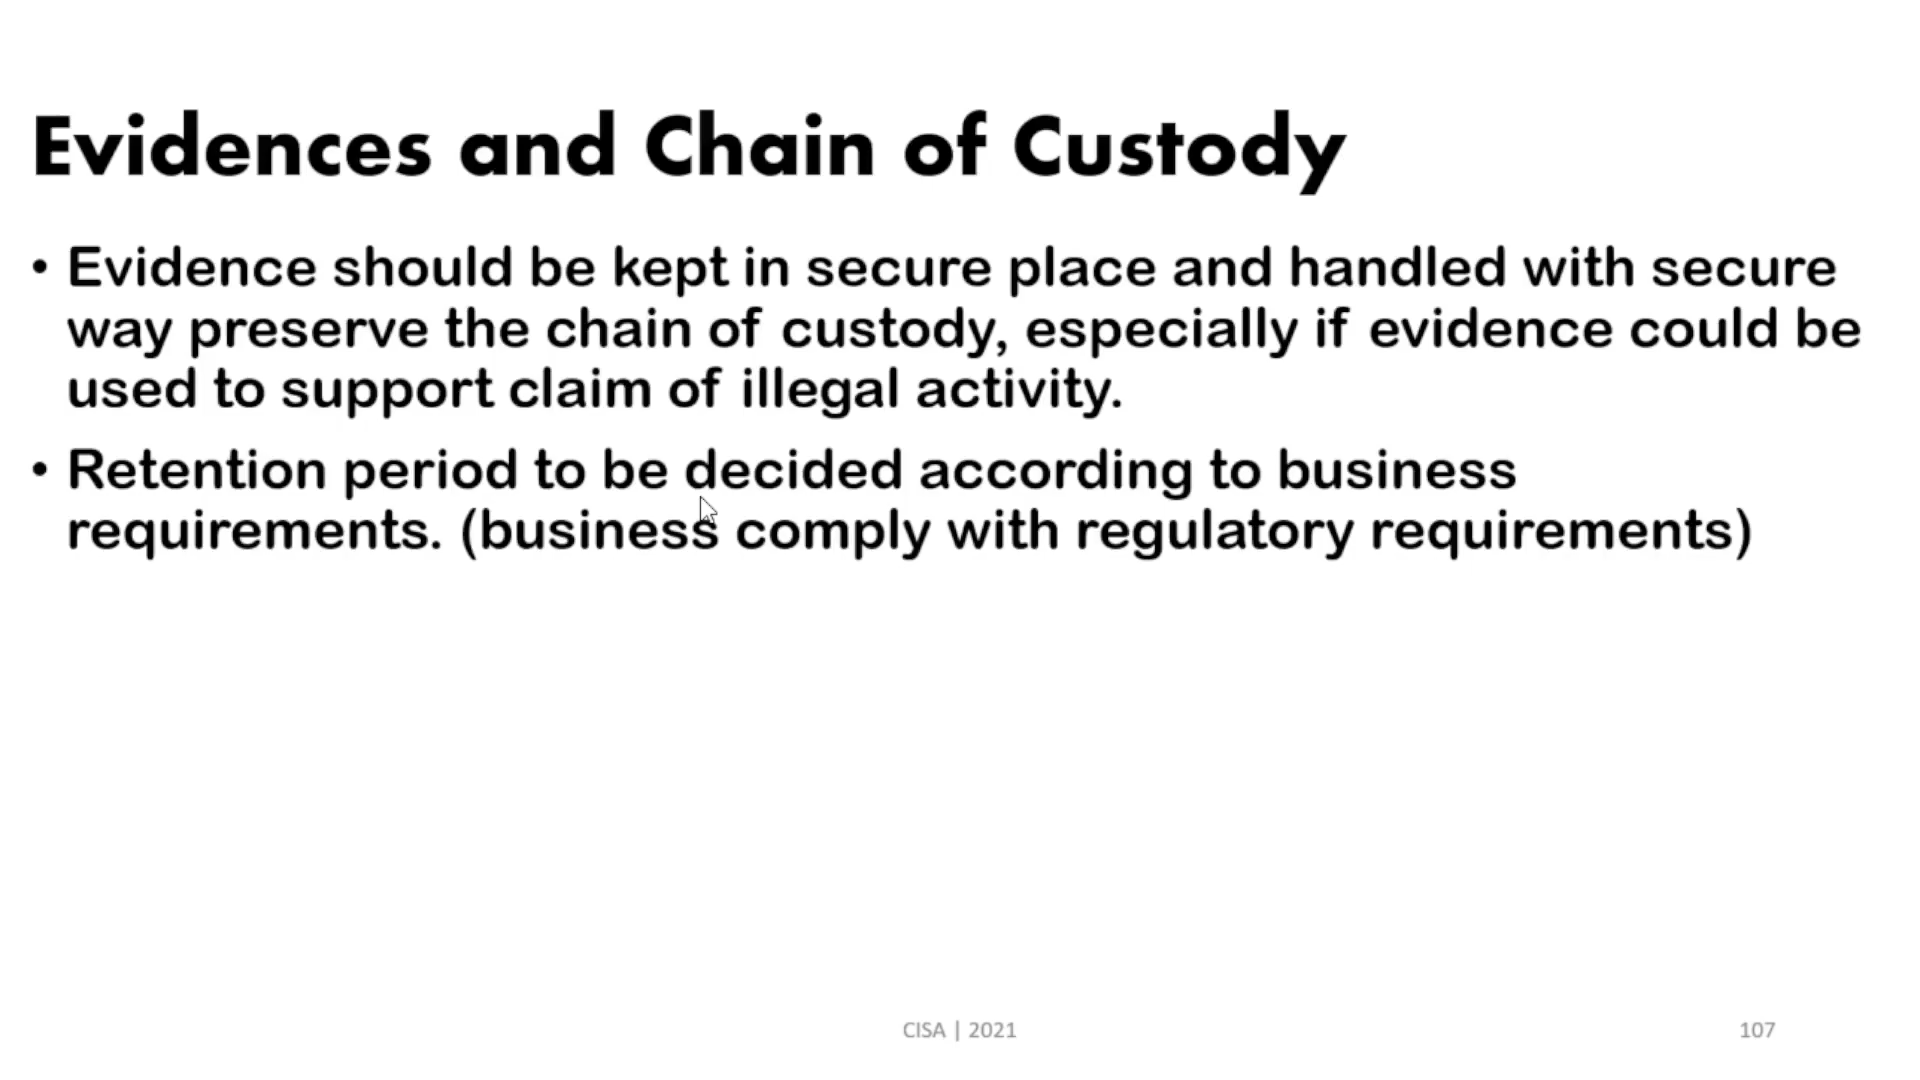 Evidences and Chain of Custody
• Evidence should be kept in secure place and handled with secure
way preserve the chain of custody, especially if evidence could be
used to support claim of illegal activity.
• Retention period to be decided according to business
requirements. (business comply with regulatory requirements)
CISA | 2021
107